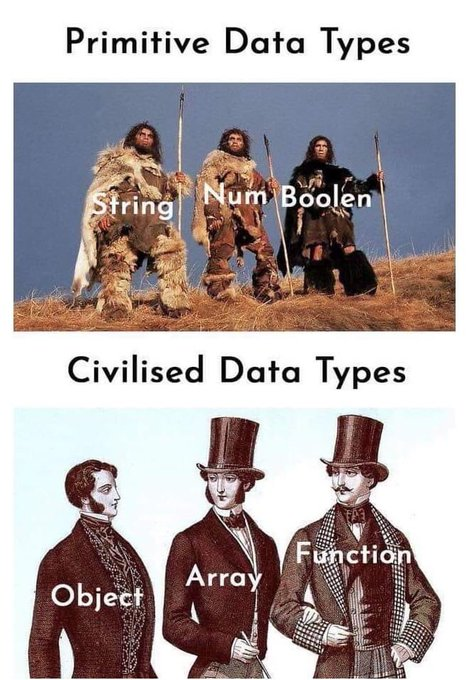 Primitive Data Types
String Num Boolen
Civilised Data Types
Object Array Function